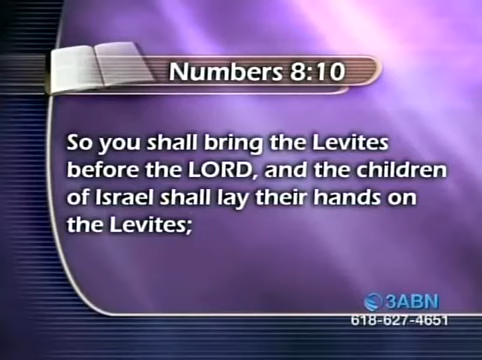 Numbers 8:10
So you shall bring the Levites
before the LORD, and the children
of Israel shall lay their hands on
the Levites;
3ABN
618-627-4651